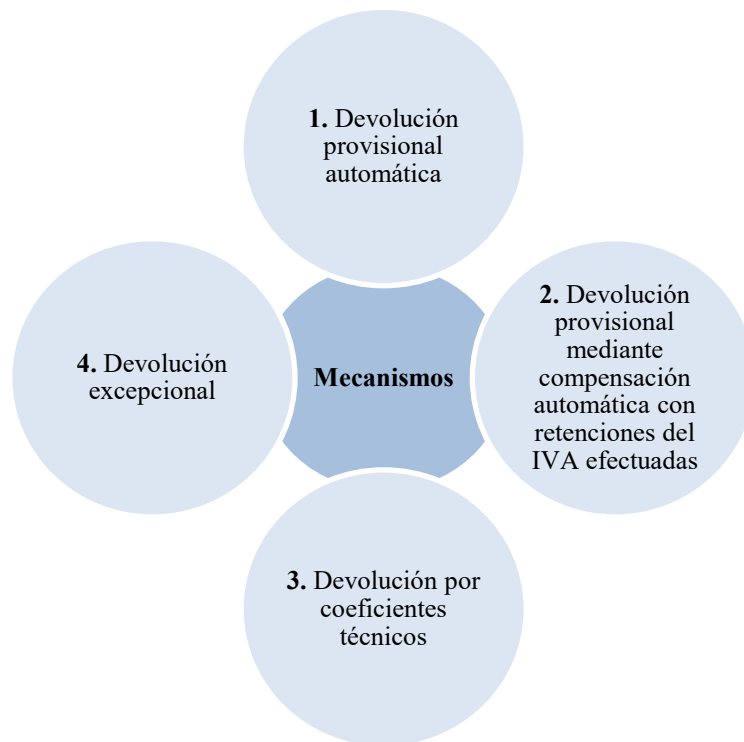 1. Devolución
provisional
automática
2. Devolución
provisional
mediante
compensación
automática con
retenciones del
IVA efectuadas
4. Devolución
excepcional
Mecanismos
3. Devolución por
coeficientes
técnicos